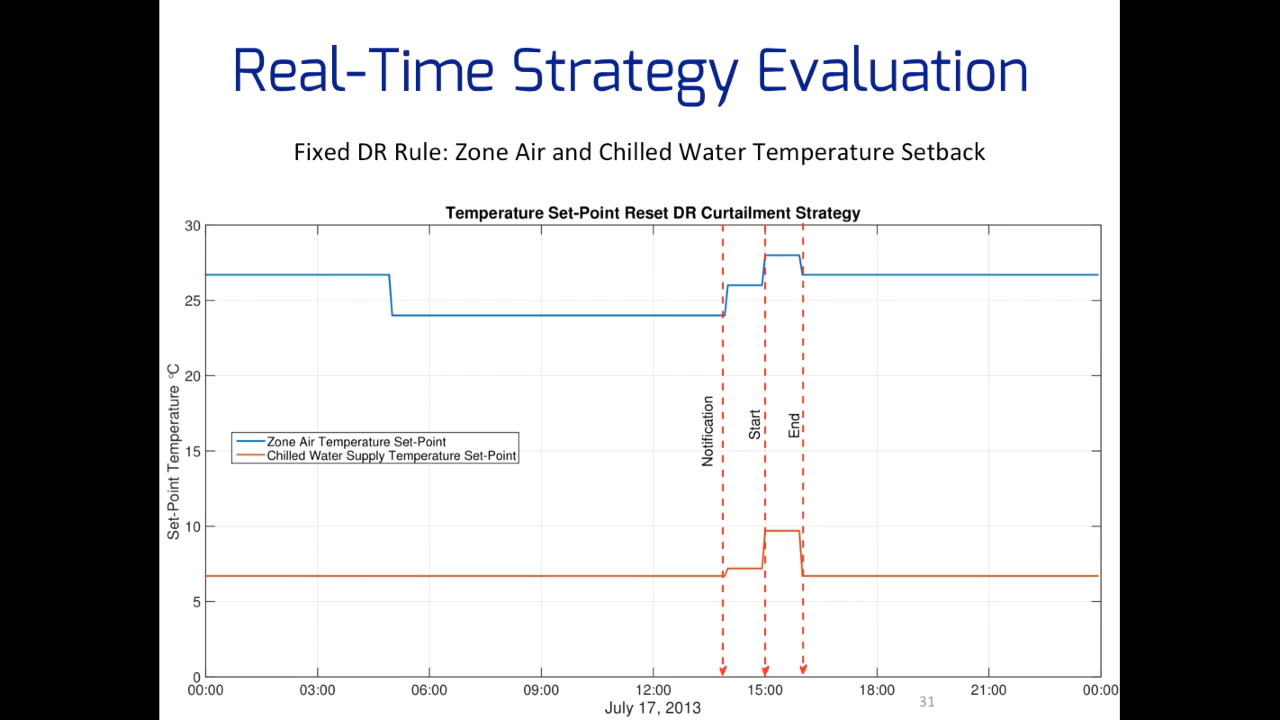 Real-Time Strategy Evaluation
Fixed DR Rule: Zone Air and Chilled Water Temperature Setback
Temperature Set-Point Reset DR Curtailment Strategy
30
25
20
15
10
5
0
Set-Point Temperature °C
Zone Air Temperature Set-Point
Chilled Water Supply Temperature Set-Point
Notification
Start
End
00:00
03:00
06:00
09:00
12:00
15:00
18:00
21:00
00:00
July 17, 2013
31